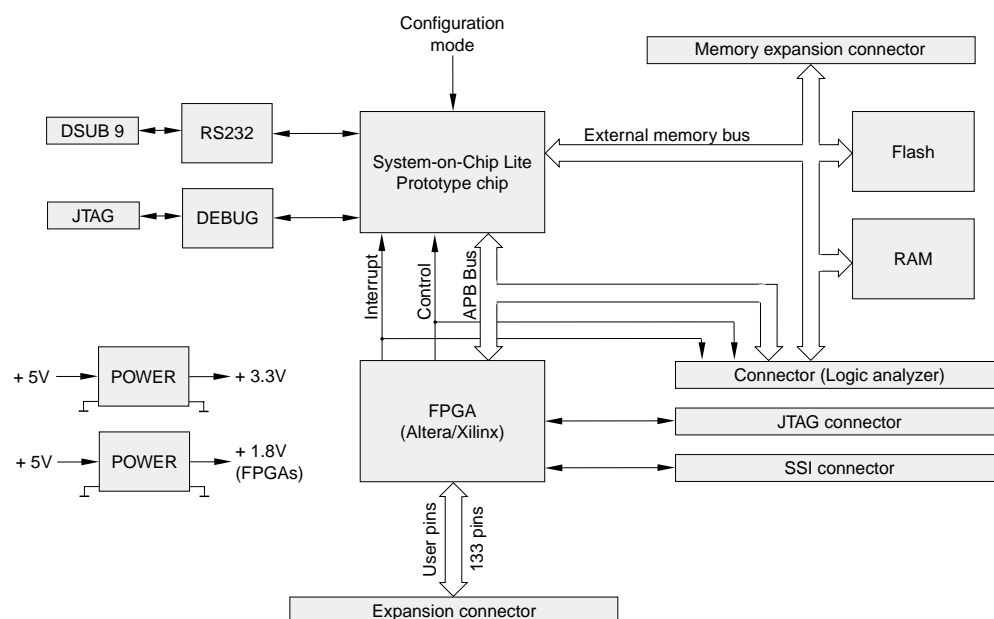 Configuration
mode
Memory expansion connector
DSUB 9
RS232
System-on-Chip Lite
Prototype chip
External memory bus
Flash
JTAG
DEBUG
RAM
Interrupt
Control
APB Bus
+ 5V
POWER
+ 3.3V
FPGA
(Altera/Xilinx)
Connector (Logic analyzer)
JTAG connector
+ 5V
POWER
+ 1.8V
(FPGAs)
SSI connector
User pins
133 pins
Expansion connector